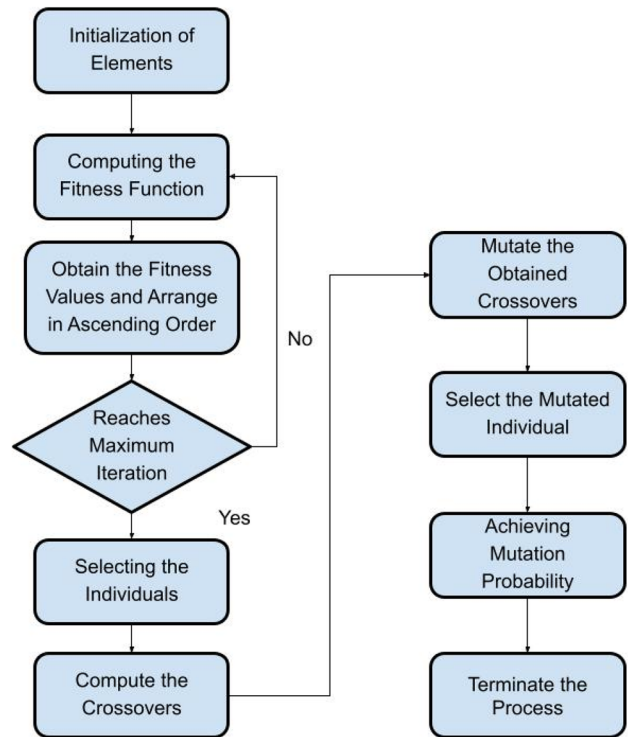 Initialization of
Elements
Computing the
Fitness Function
Obtain the Fitness
Values and Arrange
in Ascending Order
No
Reaches
Maximum
Iteration
Yes
Selecting the
Individuals
Compute the
Crossovers
Mutate the
Obtained
Crossovers
Select the Mutated
Individual
Achieving
Mutation
Probability
Terminate the
Process